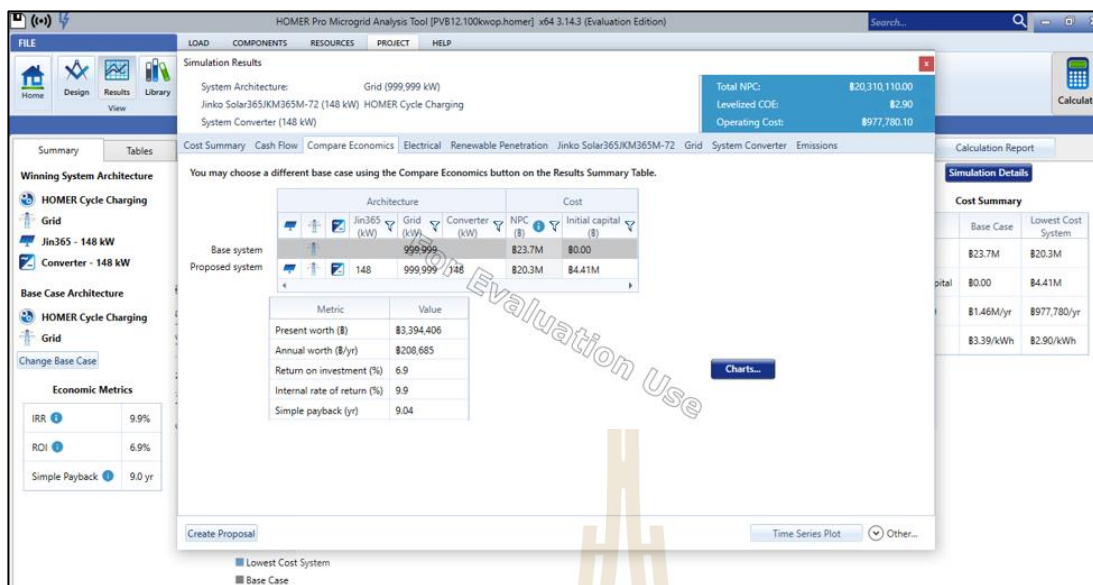 HOMER Pro Microgrid Analysis Tool [PVB12.100kwop.homer] x64 3.14.3 (Evaluation Edition)
Search...
FILE
LOAD COMPONENTS RESOURCES PROJECT HELP
Home
Design
Results
Library
View
Calculat
Simulation Results
System Architecture: Grid (999,999 kW)
Jinko Solar365JKM365M-72 (148 kW) HOMER Cycle Charging
System Converter (148 kW)
Total NPC: ฿20,310,110.00
Levelized COE: ฿2.90
Operating Cost: ฿977,780.10
Cost Summary Cash Flow Compare Economics Electrical Renewable Penetration Jinko Solar365JKM365M-72 Grid System Converter Emissions
You may choose a different base case using the Compare Economics button on the Results Summary Table.
Architecture Cost
Jin365 (kW) Grid (kW) Converter (kW) NPC (฿) Initial capital (฿)
Base system 999,999 ฿23.7M ฿0.00
Proposed system 148 999,999 148 ฿20.3M ฿4.41M
Metric Value
Present worth (฿) ฿3,394,406
Annual worth (฿/yr) ฿208,685
Return on investment (%) 6.9
Internal rate of return (%) 9.9
Simple payback (yr) 9.04
Charts...
For Evaluation Use
Create Proposal
Time Series Plot
Other...
Summary Tables
Winning System Architecture
HOMER Cycle Charging
Grid
Jin365 - 148 kW
Converter - 148 kW
Base Case Architecture
HOMER Cycle Charging
Grid
Change Base Case
Economic Metrics
IRR 9.9%
ROI 6.9%
Simple Payback 9.0 yr
Calculation Report
Simulation Details
Cost Summary
Base Case Lowest Cost System
฿23.7M ฿20.3M
pital ฿0.00 ฿4.41M
฿1.46M/yr ฿977,780/yr
฿3.39/kWh ฿2.90/kWh
Lowest Cost System
Base Case